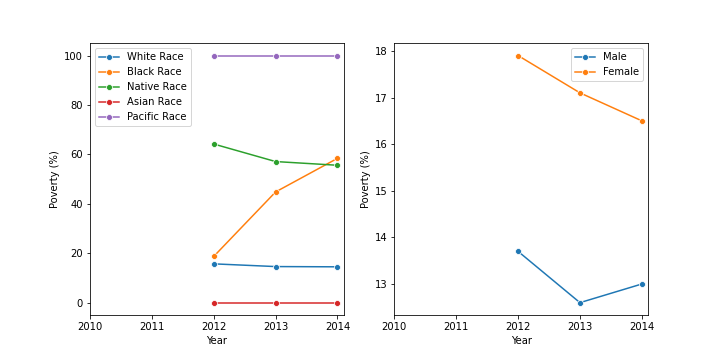 White Race
Black Race
Native Race
Asian Race
Pacific Race
Poverty (%)
100
80
60
40
20
0
2010 2011 2012 2013 2014
Year
Male
Female
Poverty (%)
18
17
16
15
14
13
2010 2011 2012 2013 2014
Year